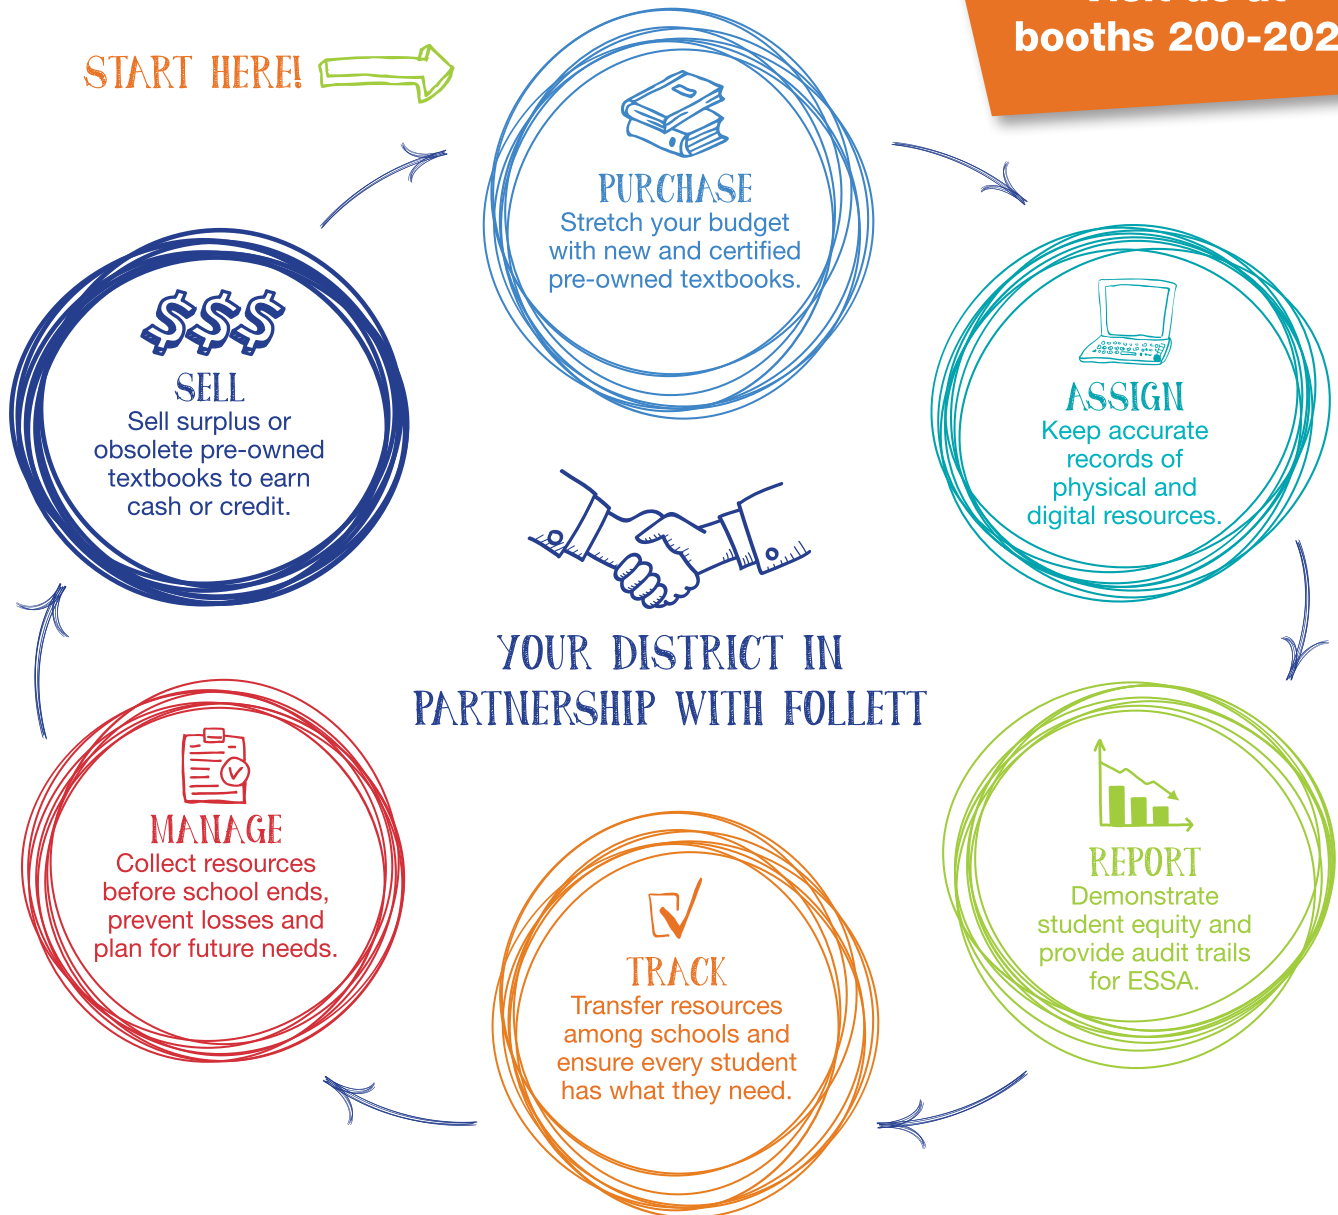 START HERE!
booths 200-202
PURCHASE
Stretch your budget
with new and certified
pre-owned textbooks.
ASSIGN
Keep accurate
records of
physical and
digital resources.
REPORT
Demonstrate
student equity and
provide audit trails
for ESSA.
TRACK
Transfer resources
among schools and
ensure every student
has what they need.
MANAGE
Collect resources
before school ends,
prevent losses and
plan for future needs.
$$$
SELL
Sell surplus or
obsolete pre-owned
textbooks to earn
cash or credit.
YOUR DISTRICT IN
PARTNERSHIP WITH FOLLETT